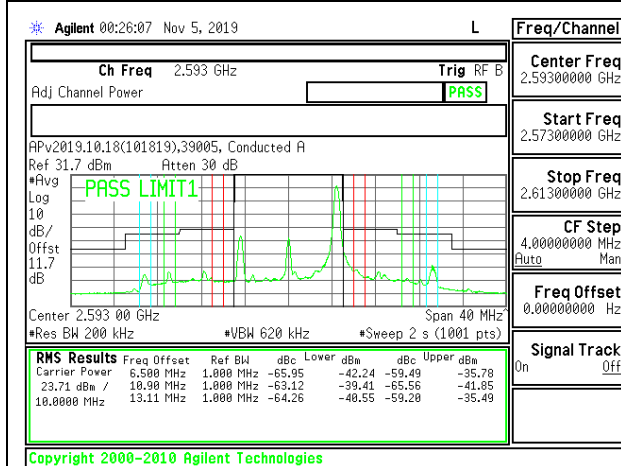 Agilent 00:26:07 Nov 5, 2019 L
Freq/Channel
Ch Freq 2.593 GHz Trig RF B
Adj Channel Power PASS
Center Freq
2.59300000 GHz
Start Freq
2.57300000 GHz
Stop Freq
2.61300000 GHz
CF Step
4.00000000 MHz
Auto Man
Freq Offset
0.00000000 Hz
Signal Track
On Off
APv2019.10.18(101819),39005, Conducted A
Ref 31.7 dBm Atten 30 dB
#Avg
Log
10
dB/
Offst
11.7
dB
PASS LIMIT1
Center 2.593 00 GHz Span 40 MHz
#Res BW 200 kHz #VBW 620 kHz #Sweep 2 s (1001 pts)
RMS Results Freq Offset Ref BW dBc Lower dBm dBc Upper dBm
Carrier Power 6.500 MHz 1.000 MHz -65.95 -42.24 -59.49 -35.78
23.71 dBm / 10.90 MHz 1.000 MHz -63.12 -39.41 -65.56 -41.85
10.0000 MHz 13.11 MHz 1.000 MHz -64.26 -40.55 -59.20 -35.49
Copyright 2000-2010 Agilent Technologies